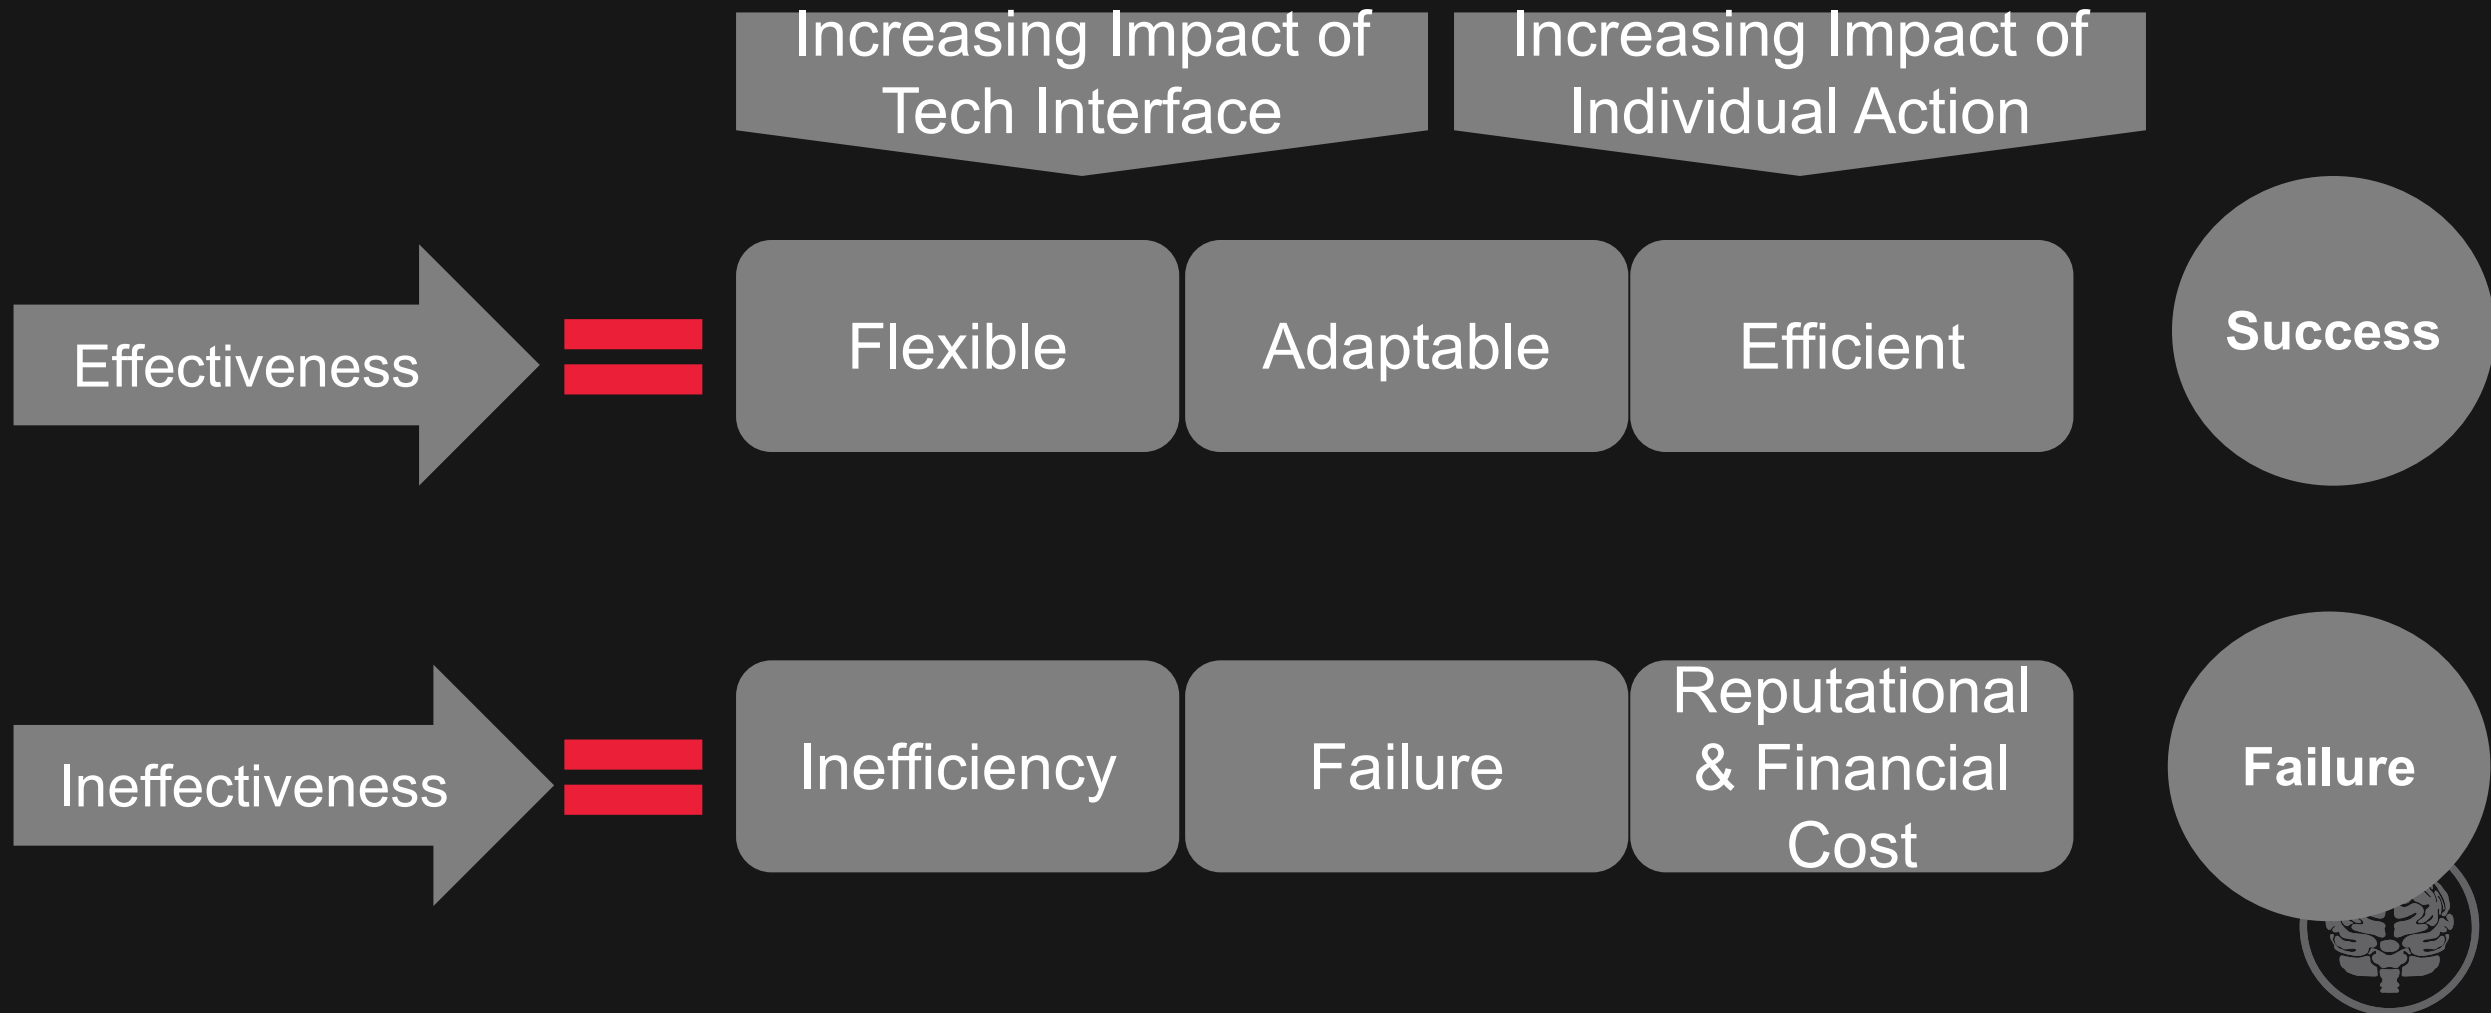 Increasing Impact of
Tech Interface
Increasing Impact of
Individual Action
Effectiveness
Flexible
Adaptable
Efficient
Success
Ineffectiveness
Inefficiency
Failure
Reputational
& Financial
Cost
Failure